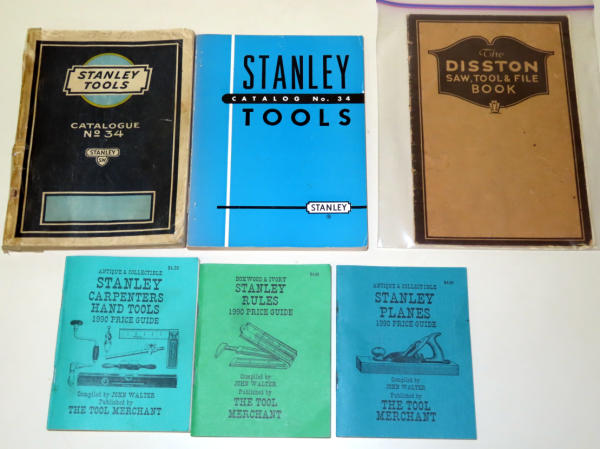 STANLEY
TOOLS
CATALOGUE
No 34
STANLEY
SW
STANLEY
CATALOG No. 34
TOOLS
STANLEY
®
The
DISSTON
SAW, TOOL & FILE
BOOK
ANTIQUE & COLLECTIBLE
STANLEY
CARPENTERS
HAND TOOLS
1990 PRICE GUIDE
Compiled by
JOHN WALTER
Published by
THE TOOL MERCHANT
BOXWOOD & IVORY
STANLEY
RULES
1990 PRICE GUIDE
Compiled by
JOHN WALTER
Published by
THE TOOL
MERCHANT
ANTIQUE & COLLECTIBLE
STANLEY
PLANES
1990 PRICE GUIDE
Compiled by
JOHN WALTER
Published by
THE TOOL
MERCHANT